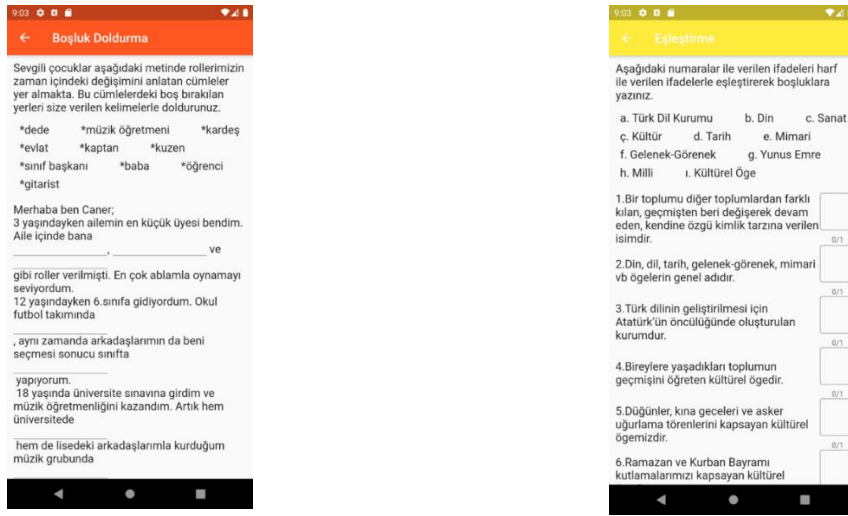 9:03
Boşluk Doldurma
Sevgili çocuklar aşağıdaki metinde rollerimizin
zaman içindeki değişimini anlatan cümleler
yer almakta. Bu cümlelerdeki boş bırakılan
yerleri size verilen kelimelerle doldurunuz.
*dede *müzik öğretmeni *kardeş
*evlat *kaptan *kuzen
*sınıf başkanı *baba *öğrenci
*gitarist
Merhaba ben Caner;
3 yaşındayken ailemin en küçük üyesi bendim.
Aile içinde bana
, ve
gibi roller verilmişti. En çok ablamla oynamayı
seviyordum.
12 yaşındayken 6.sınıfa gidiyordum. Okul
futbol takımında
, aynı zamanda arkadaşlarımın da beni
seçmesi sonucu sınıfta
yapıyorum.
18 yaşında üniversite sınavına girdim ve
müzik öğretmenliğini kazandım. Artık hem
üniversitede
hem de lisedeki arkadaşlarımla kurduğum
müzik grubunda
9:03
Eşleştirme
Aşağıdaki numaralar ile verilen ifadeleri harf
ile verilen ifadelerle eşleştirerek boşluklara
yazınız.
a. Türk Dil Kurumu b. Din c. Sanat
ç. Kültür d. Tarih e. Mimari
f. Gelenek-Görenek g. Yunus Emre
h. Milli ı. Kültürel Öge
1.Bir toplumu diğer toplumlardan farklı
kılan, geçmişten beri değişerek devam
eden, kendine özgü kimlik tarzına verilen
isimdir.
0/1
2.Din, dil, tarih, gelenek-görenek, mimari
vb ögelerin genel adıdır.
0/1
3.Türk dilinin geliştirilmesi için
Atatürk'ün öncülüğünde oluşturulan
kurumdur.
0/1
4.Bireylere yaşadıkları toplumun
geçmişini öğreten kültürel ögedir.
0/1
5.Düğünler, kına geceleri ve asker
uğurlama törenlerini kapsayan kültürel
ögemizdir.
0/1
6.Ramazan ve Kurban Bayramı
kutlamalarımızı kapsayan kültürel